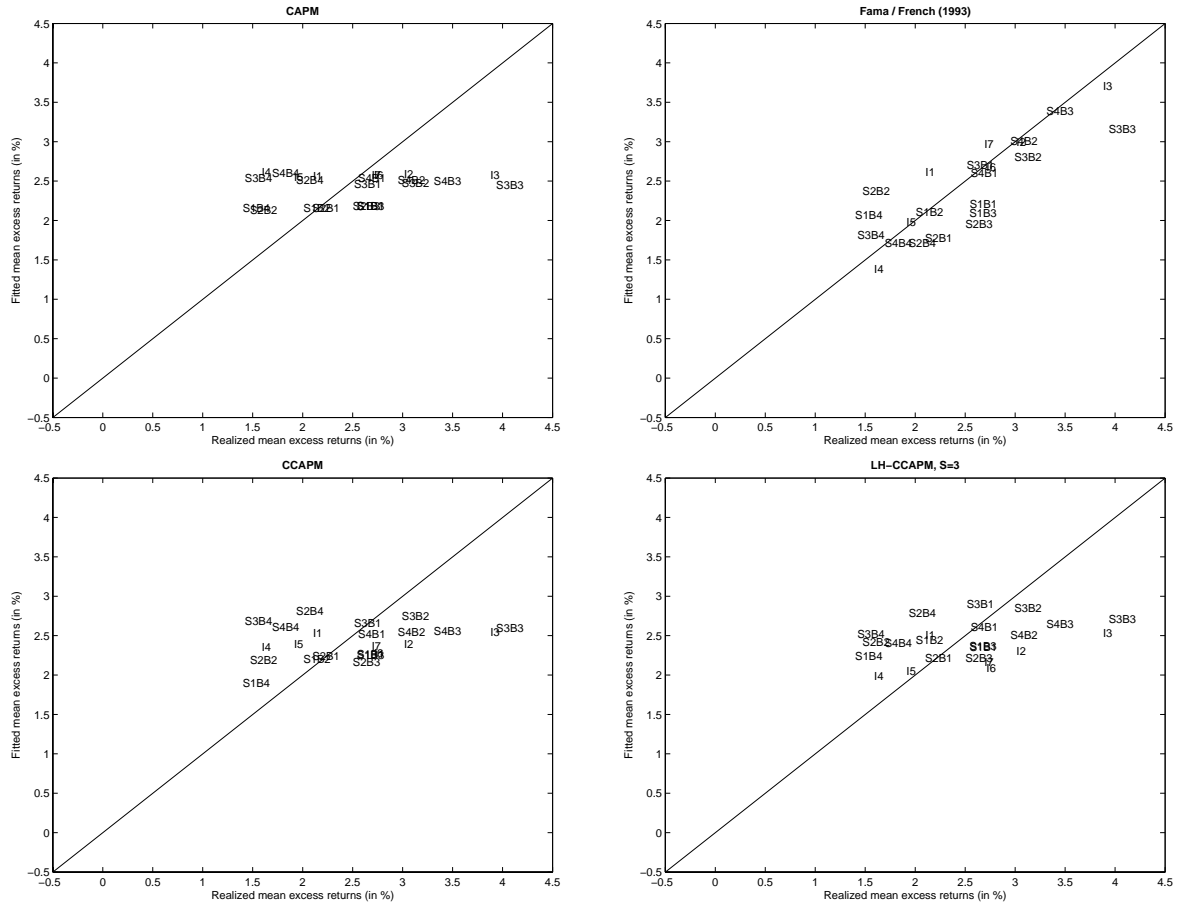 CAPM
4.5
4
3.5
3
2.5
2
1.5
1
0.5
0
−0.5
Fitted mean excess returns (in %)
I4 S4B4 I1 I6 I2 I3
S3B4 S2B4 S4B1 S4B2 S4B3
S3B1 S3B2 S3B3
S1B4 S2B2 S1B2 S2B1
−0.5 0 0.5 1 1.5 2 2.5 3 3.5 4 4.5
Realized mean excess returns (in %)
Fama / French (1993)
4.5
4
3.5
3
2.5
2
1.5
1
0.5
0
−0.5
Fitted mean excess returns (in %)
I3
S4B3
S3B3
I7 S4B2 I2
S3B2
S3B1 I6
I1 S4B1
S2B2
S1B1
S1B4 S1B2 S1B3
I5 S2B3
S3B4 S2B1
S4B4 S2B4
I4
−0.5 0 0.5 1 1.5 2 2.5 3 3.5 4 4.5
Realized mean excess returns (in %)
CCAPM
4.5
4
3.5
3
2.5
2
1.5
1
0.5
0
−0.5
Fitted mean excess returns (in %)
S2B4
S3B4 S3B1 S3B2
S4B4 I1 S4B1 S4B2 S4B3 I3 S3B3
I4 I5 I7 I2
S2B2 S1B2 S2B1 S2B3
S1B4
−0.5 0 0.5 1 1.5 2 2.5 3 3.5 4 4.5
Realized mean excess returns (in %)
LH−CCAPM, S=3
4.5
4
3.5
3
2.5
2
1.5
1
0.5
0
−0.5
Fitted mean excess returns (in %)
S2B4 S3B1 S3B2
S4B1 S4B3 S3B3
S3B4 I1 S4B2 I3
S2B2 S4B4 S1B2
S1B4 S2B1 S2B3 I2
I4 I5 I7 I6
−0.5 0 0.5 1 1.5 2 2.5 3 3.5 4 4.5
Realized mean excess returns (in %)